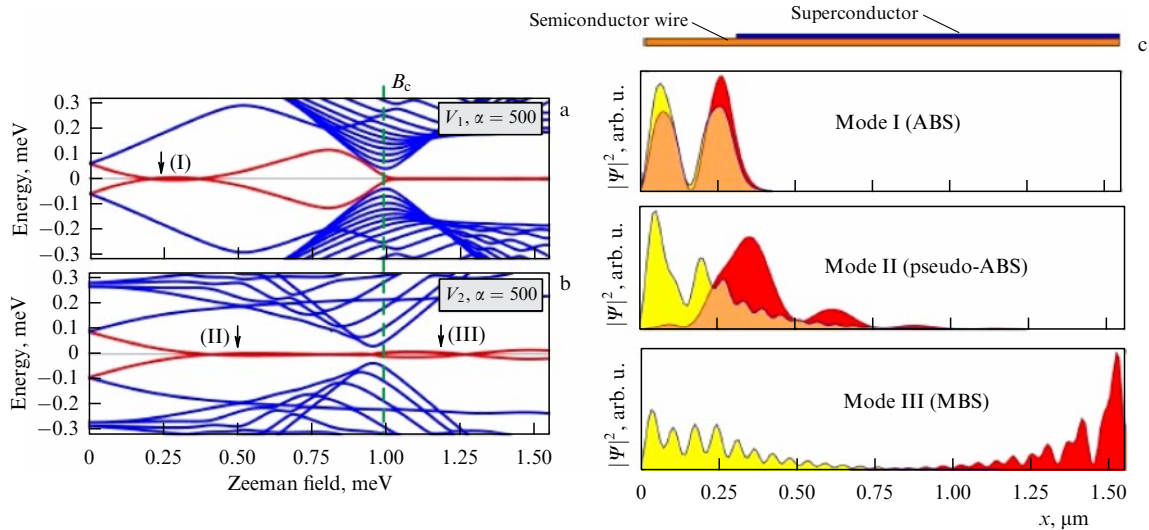 B_c
a
V_1, α = 500
(I)
Energy, meV
0.3
0.2
0.1
0
−0.1
−0.2
−0.3
b
V_2, α = 500
(II)
(III)
Energy, meV
0.3
0.2
0.1
0
−0.1
−0.2
−0.3
0 0.25 0.50 0.75 1.00 1.25 1.50
Zeeman field, meV
Semiconductor wire
Superconductor
c
Mode I (ABS)
|Ψ|², arb. u.
Mode II (pseudo-ABS)
|Ψ|², arb. u.
Mode III (MBS)
|Ψ|², arb. u.
0 0.25 0.50 0.75 1.00 1.25 1.50
x, μm